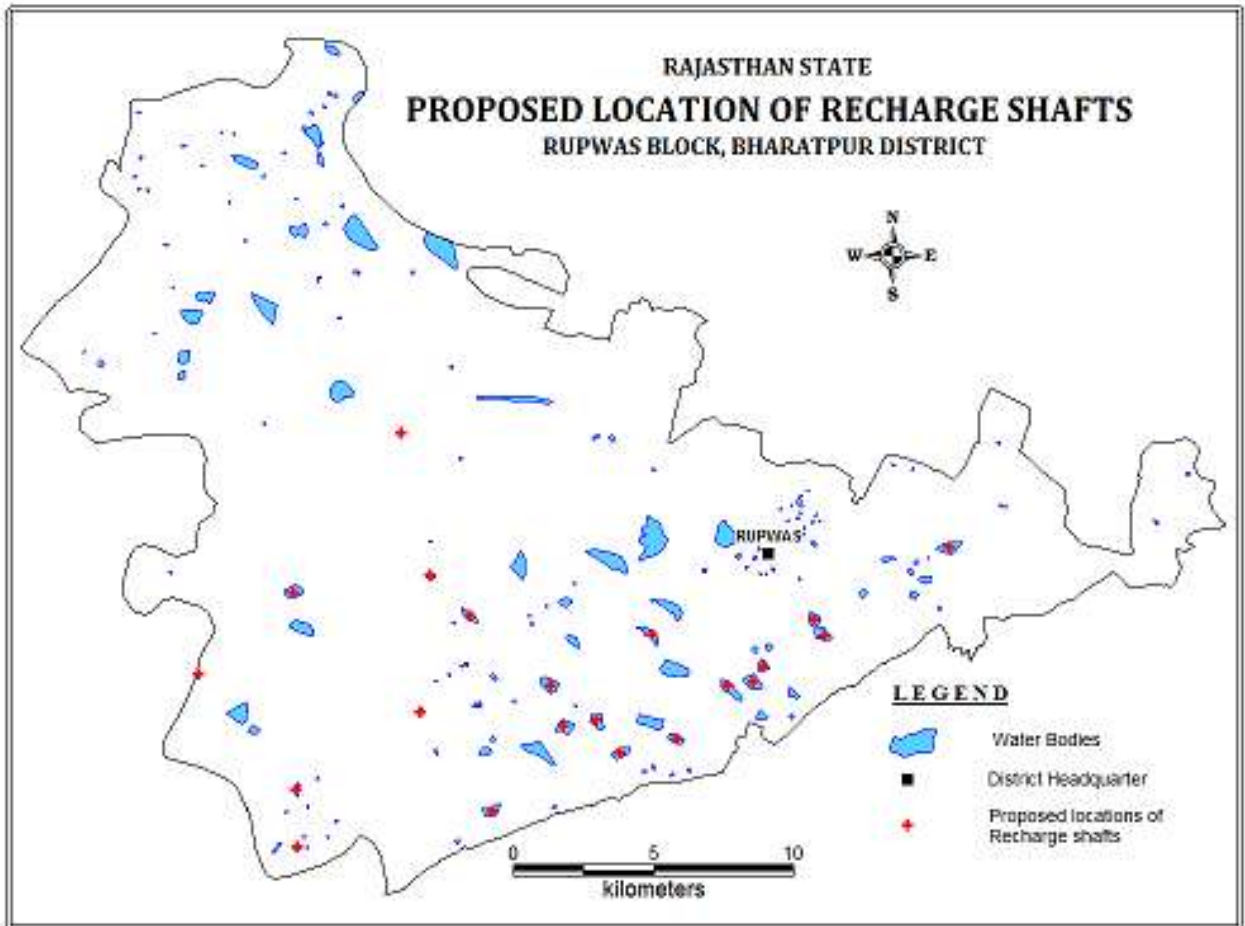 RAJASTHAN STATE
PROPOSED LOCATION OF RECHARGE SHAFTS
RUPWAS BLOCK, BHARATPUR DISTRICT
N
W E
S
RUPWAS
LEGEND
Water Bodies
District Headquarter
Proposed locations of
Recharge shafts
0 5 10
kilometers